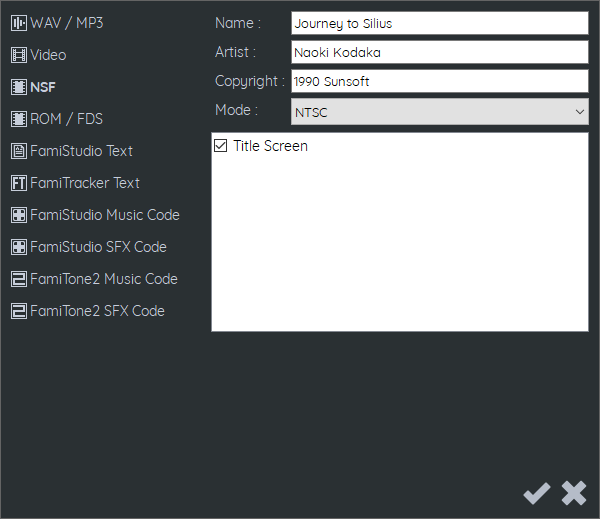 WAV / MP3
Video
NSF
ROM / FDS
FamiStudio Text
FamiTracker Text
FamiStudio Music Code
FamiStudio SFX Code
FamiTone2 Music Code
FamiTone2 SFX Code
Name : Journey to Silius
Artist : Naoki Kodaka
Copyright : 1990 Sunsoft
Mode : NTSC
Title Screen